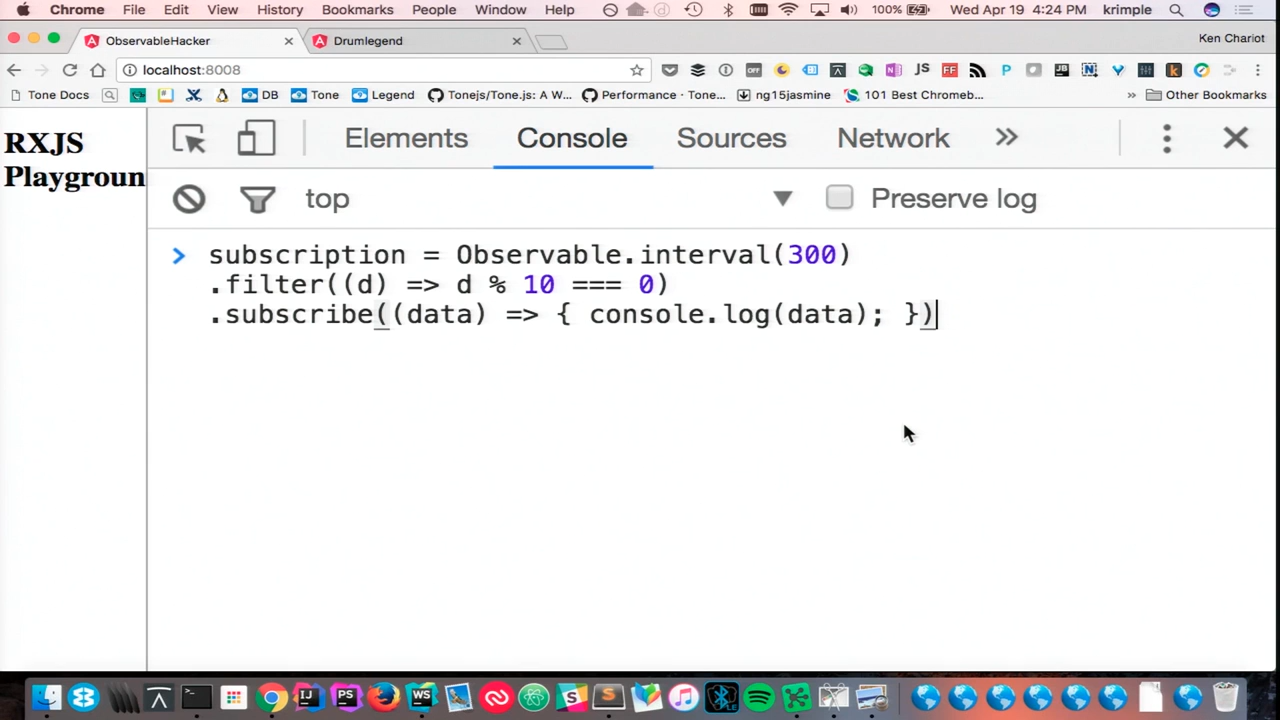 Chrome File Edit View History Bookmarks People Window Help 100% Wed Apr 19 4:24 PM krimple
ObservableHacker Drumlegend Ken Chariot
localhost:8008
Tone Docs DB Tone Legend Tonejs/Tone.js: A W... Performance · Tone... ng15jasmine 101 Best Chromeb... » Other Bookmarks
RXJS
Playgroun
Elements Console Sources Network »
top Preserve log
> subscription = Observable.interval(300)
.filter((d) => d % 10 === 0)
.subscribe((data) => { console.log(data); })